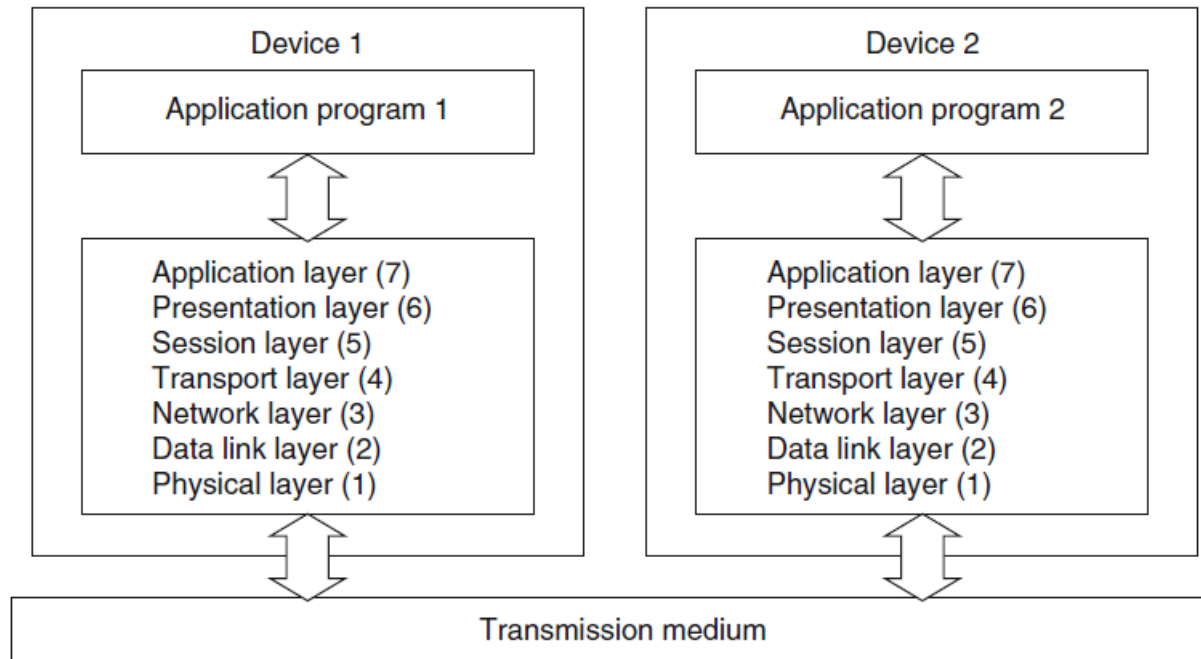 Device 1
Application program 1
Application layer (7)
Presentation layer (6)
Session layer (5)
Transport layer (4)
Network layer (3)
Data link layer (2)
Physical layer (1)
Device 2
Application program 2
Application layer (7)
Presentation layer (6)
Session layer (5)
Transport layer (4)
Network layer (3)
Data link layer (2)
Physical layer (1)
Transmission medium